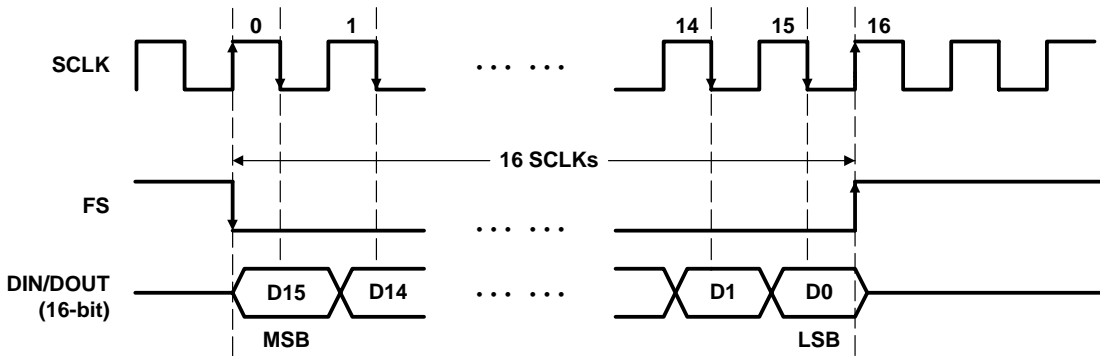 0 1 14 15 16
SCLK ... ... 
16 SCLKs
FS ... ...
DIN/DOUT
(16-bit)
D15 D14 ... ... D1 D0
MSB LSB